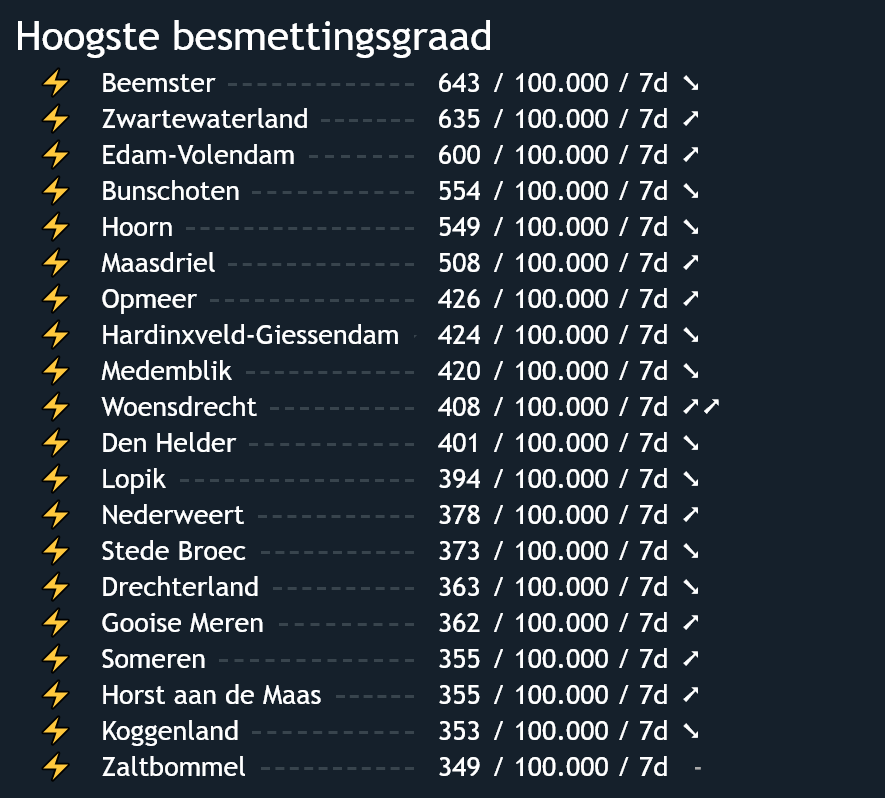 Hoogste besmettingsgraad
⚡ Beemster ------------- 643 / 100.000 / 7d ➘
⚡ Zwartewaterland ------- 635 / 100.000 / 7d ➚
⚡ Edam-Volendam -------- 600 / 100.000 / 7d ➚
⚡ Bunschoten ------------ 554 / 100.000 / 7d ➘
⚡ Hoorn ---------------- 549 / 100.000 / 7d ➘
⚡ Maasdriel ------------- 508 / 100.000 / 7d ➚
⚡ Opmeer -------------- 426 / 100.000 / 7d ➚
⚡ Hardinxveld-Giessendam - 424 / 100.000 / 7d ➘
⚡ Medemblik ------------ 420 / 100.000 / 7d ➘
⚡ Woensdrecht ----------- 408 / 100.000 / 7d ➚➚
⚡ Den Helder ------------ 401 / 100.000 / 7d ➘
⚡ Lopik ----------------- 394 / 100.000 / 7d ➘
⚡ Nederweert ----------- 378 / 100.000 / 7d ➚
⚡ Stede Broec ----------- 373 / 100.000 / 7d ➘
⚡ Drechterland ---------- 363 / 100.000 / 7d ➘
⚡ Gooise Meren ---------- 362 / 100.000 / 7d ➚
⚡ Someren -------------- 355 / 100.000 / 7d ➚
⚡ Horst aan de Maas ------ 355 / 100.000 / 7d ➚
⚡ Koggenland ------------ 353 / 100.000 / 7d ➘
⚡ Zaltbommel ----------- 349 / 100.000 / 7d -